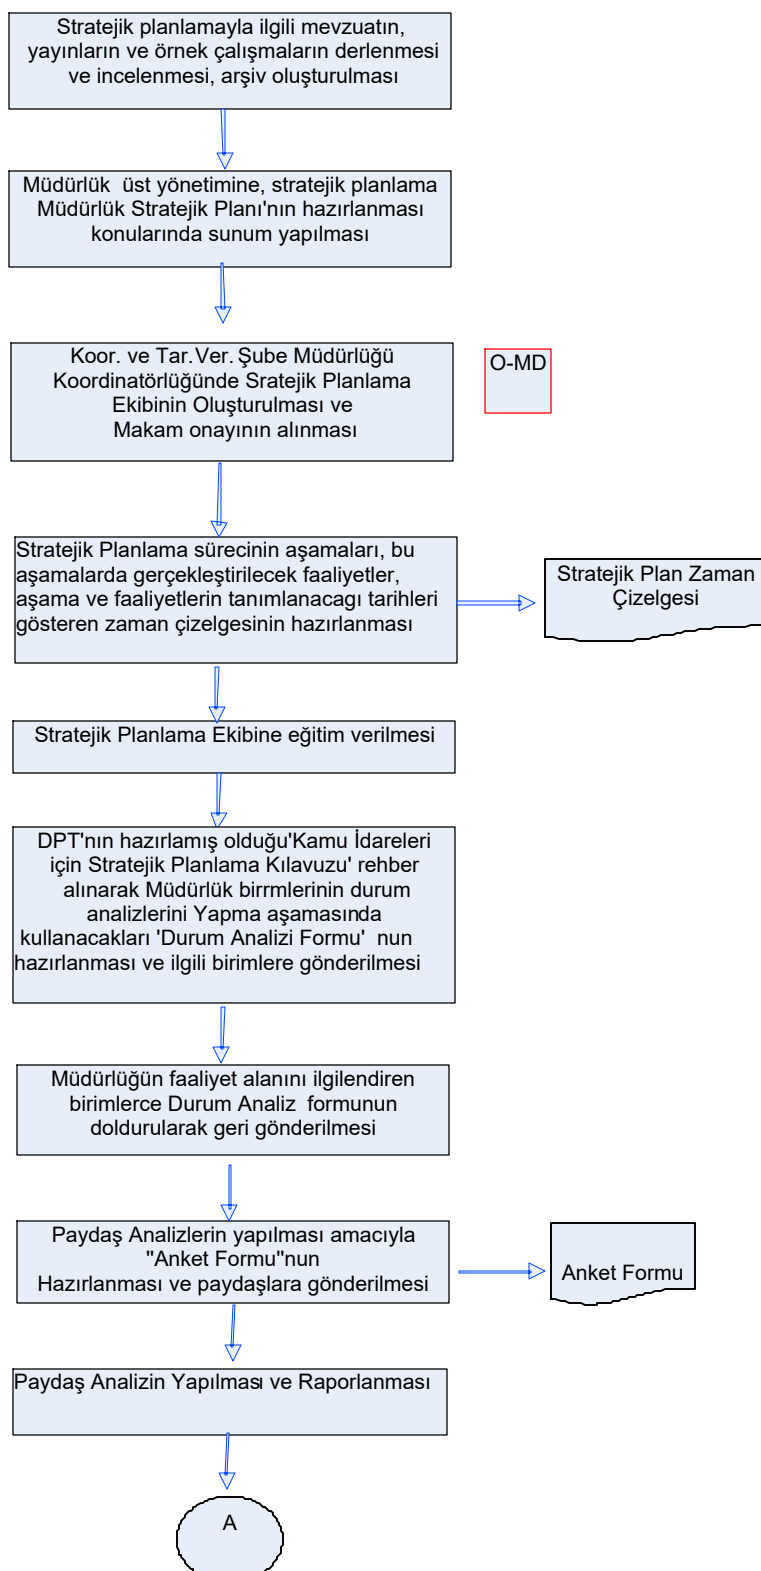 Stratejik planlamayla ilgili mevzuatın,
yayınların ve örnek çalışmaların derlenmesi
ve incelenmesi, arşiv oluşturulması
Müdürlük üst yönetimine, stratejik planlama
Müdürlük Stratejik Planı'nın hazırlanması
konularında sunum yapılması
Koor. ve Tar.Ver. Şube Müdürlüğü
Koordinatörlüğünde Sratejik Planlama
Ekibinin Oluşturulması ve
Makam onayının alınması
O-MD
Stratejik Planlama sürecinin aşamaları, bu
aşamalarda gerçekleştirilecek faaliyetler,
aşama ve faaliyetlerin tanımlanacagı tarihleri
gösteren zaman çizelgesinin hazırlanması
Stratejik Plan Zaman
Çizelgesi
Stratejik Planlama Ekibine eğitim verilmesi
DPT'nın hazırlamış olduğu'Kamu İdareleri
için Stratejik Planlama Kılavuzu' rehber
alınarak Müdürlük birrmlerinin durum
analizlerini Yapma aşamasında
kullanacakları 'Durum Analizi Formu' nun
hazırlanması ve ilgili birimlere gönderilmesi
Müdürlüğün faaliyet alanını ilgilendiren
birimlerce Durum Analiz formunun
doldurularak geri gönderilmesi
Paydaş Analizlerin yapılması amacıyla
"Anket Formu"nun
Hazırlanması ve paydaşlara gönderilmesi
Anket Formu
Paydaş Analizin Yapılması ve Raporlanması
A